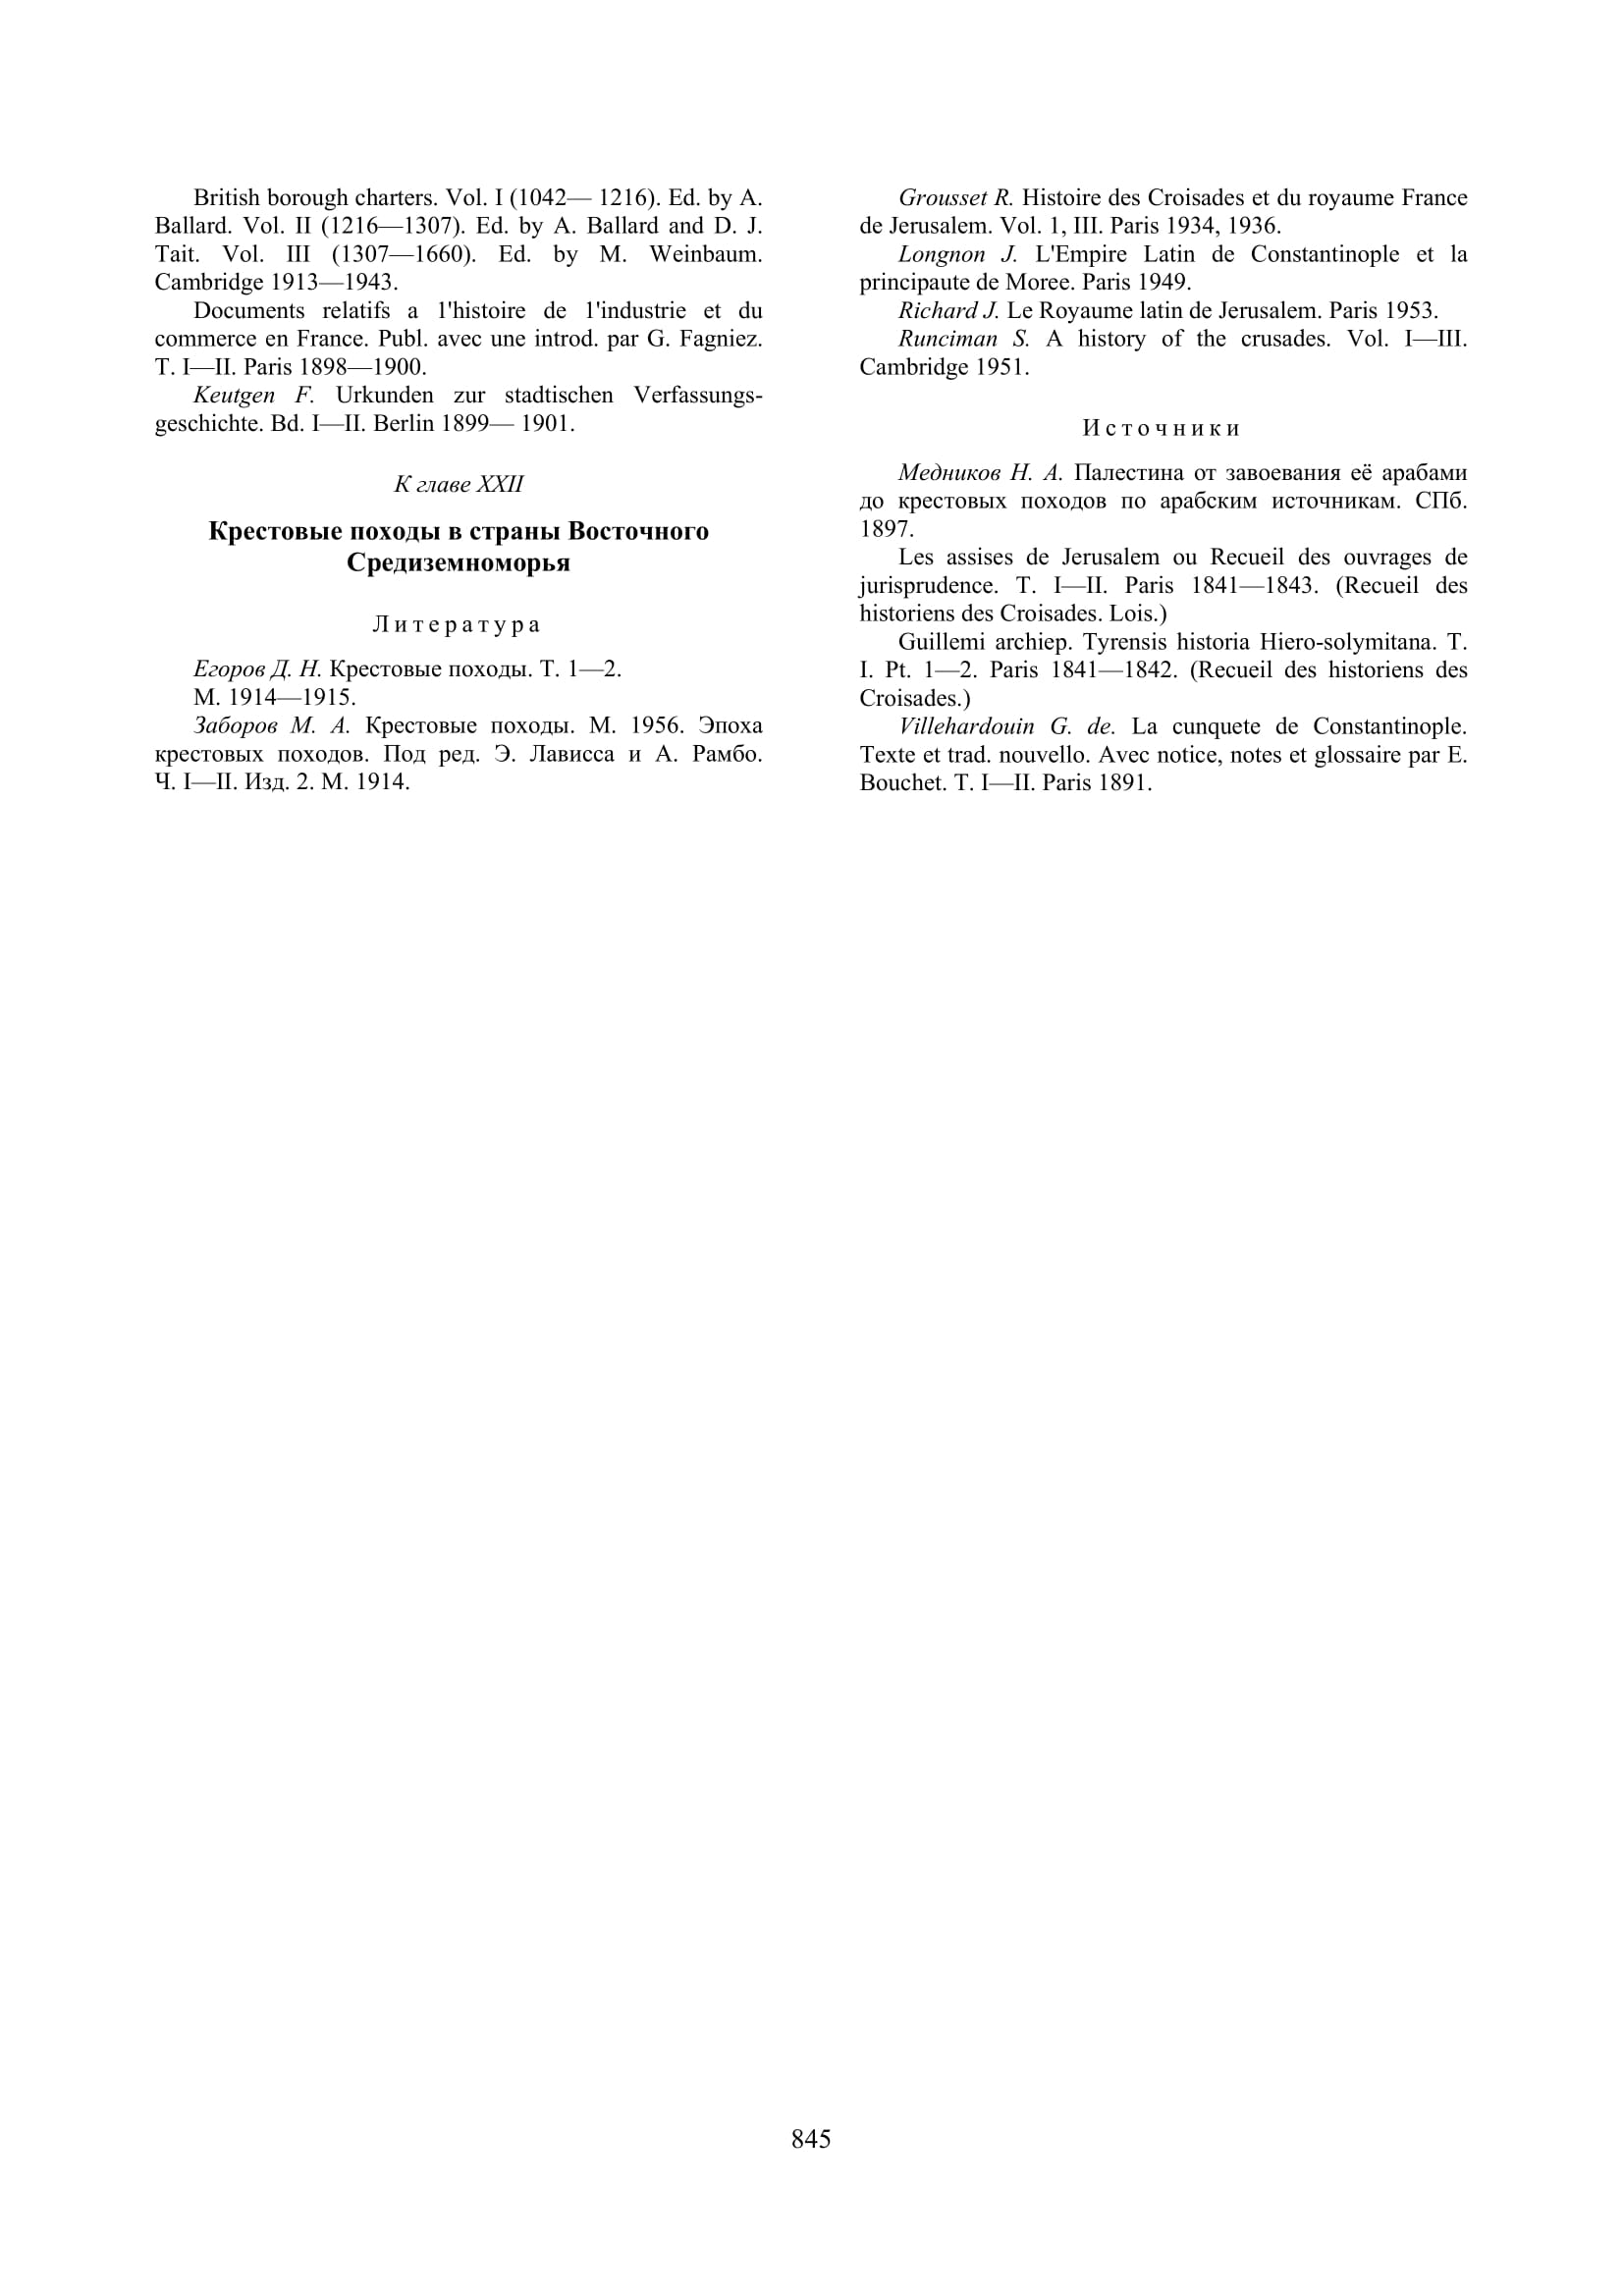 British borough charters. Vol. I (1042— 1216). Ed. by A.
Ballard. Vol. II (1216—1307). Ed. by A. Ballard and D. J.
Tait. Vol. III (1307—1660). Ed. by M. Weinbaum.
Cambridge 1913—1943.
Documents relatifs a 1'histoire de 1'industrie et du
commerce en France. Publ. avec une introd. par G. Fagniez.
T. I—II. Paris 1898—1900.
Keutgen F. Urkunden zur stadtischen Verfassungs-
geschichte. Bd. I—II. Berlin 1899— 1901.
К главе XXII
Крестовые походы в страны Восточного
Средиземноморья
Литература
Егоров Д. Н. Крестовые походы. Т. 1—2.
М. 1914—1915.
Заборов М. А. Крестовые походы. М. 1956. Эпоха
крестовых походов. Под ред. Э. Лависса и А. Рамбо.
Ч. I—II. Изд. 2. М. 1914.
Grousset R. Histoire des Croisades et du royaume France
de Jerusalem. Vol. 1, III. Paris 1934, 1936.
Longnon J. L'Empire Latin de Constantinople et la
principaute de Moree. Paris 1949.
Richard J. Le Royaume latin de Jerusalem. Paris 1953.
Runciman S. A history of the crusades. Vol. I—III.
Cambridge 1951.
Источники
Медников Н. А. Палестина от завоевания её арабами
до крестовых походов по арабским источникам. СПб.
1897.
Les assises de Jerusalem ou Recueil des ouvrages de
jurisprudence. T. I—II. Paris 1841—1843. (Recueil des
historiens des Croisades. Lois.)
Guillemi archiep. Tyrensis historia Hiero-solymitana. T.
I. Pt. 1—2. Paris 1841—1842. (Recueil des historiens des
Croisades.)
Villehardouin G. de. La cunquete de Constantinople.
Texte et trad. nouvello. Avec notice, notes et glossaire par E.
Bouchet. T. I—II. Paris 1891.
845